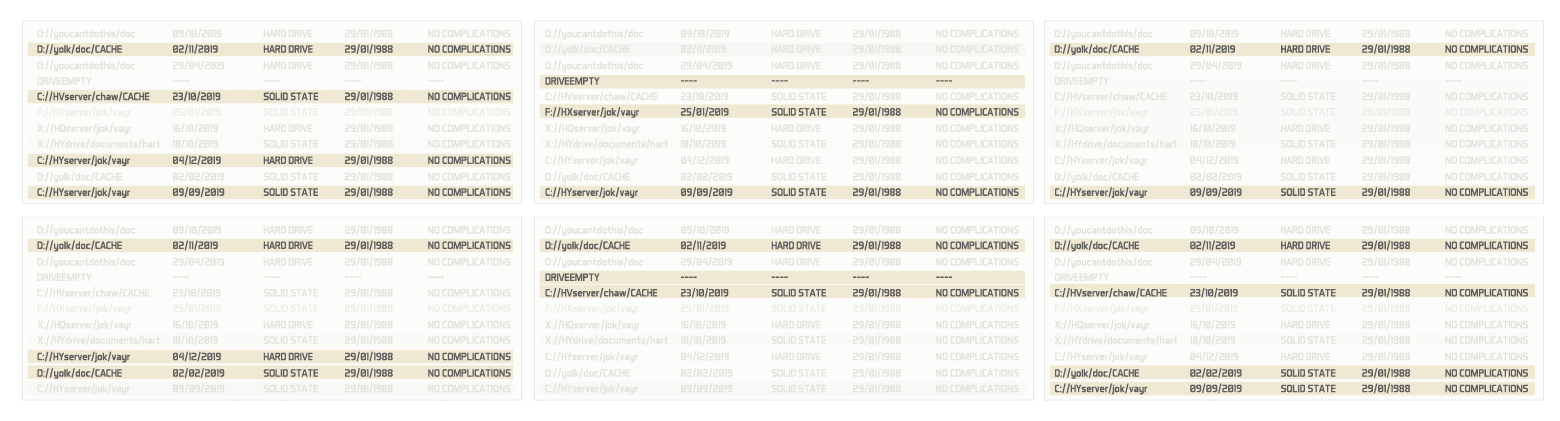 D://youcantdothis/doc 09/10/2019 HARD DRIVE 29/01/1988 NO COMPLICATIONS
D://yolk/doc/CACHE 02/11/2019 HARD DRIVE 29/01/1988 NO COMPLICATIONS
D://youcantdothis/doc 29/04/2019 HARD DRIVE 29/01/1988 NO COMPLICATIONS
DRIVEEMPTY ---- ---- ---- ----
C://HVserver/chaw/CACHE 23/10/2019 SOLID STATE 29/01/1988 NO COMPLICATIONS
F://HXserver/jok/vayr 25/01/2019 SOLID STATE 29/01/1988 NO COMPLICATIONS
X://HQserver/jok/vayr 16/10/2019 HARD DRIVE 29/01/1988 NO COMPLICATIONS
X://HYdrive/documents/hart 18/10/2019 HARD DRIVE 29/01/1988 NO COMPLICATIONS
C://HYserver/jok/vayr 04/12/2019 HARD DRIVE 29/01/1988 NO COMPLICATIONS
D://yolk/doc/CACHE 02/02/2019 SOLID STATE 29/01/1988 NO COMPLICATIONS
C://HYserver/jok/vayr 09/09/2019 SOLID STATE 29/01/1988 NO COMPLICATIONS
D://youcantdothis/doc 09/10/2019 HARD DRIVE 29/01/1988 NO COMPLICATIONS
D://yolk/doc/CACHE 02/11/2019 HARD DRIVE 29/01/1988 NO COMPLICATIONS
D://youcantdothis/doc 29/04/2019 HARD DRIVE 29/01/1988 NO COMPLICATIONS
DRIVEEMPTY ---- ---- ---- ----
C://HVserver/chaw/CACHE 23/10/2019 SOLID STATE 29/01/1988 NO COMPLICATIONS
F://HXserver/jok/vayr 25/01/2019 SOLID STATE 29/01/1988 NO COMPLICATIONS
X://HQserver/jok/vayr 16/10/2019 HARD DRIVE 29/01/1988 NO COMPLICATIONS
X://HYdrive/documents/hart 18/10/2019 HARD DRIVE 29/01/1988 NO COMPLICATIONS
C://HYserver/jok/vayr 04/12/2019 HARD DRIVE 29/01/1988 NO COMPLICATIONS
D://yolk/doc/CACHE 02/02/2019 SOLID STATE 29/01/1988 NO COMPLICATIONS
C://HYserver/jok/vayr 09/09/2019 SOLID STATE 29/01/1988 NO COMPLICATIONS
D://youcantdothis/doc 09/10/2019 HARD DRIVE 29/01/1988 NO COMPLICATIONS
D://yolk/doc/CACHE 02/11/2019 HARD DRIVE 29/01/1988 NO COMPLICATIONS
D://youcantdothis/doc 29/04/2019 HARD DRIVE 29/01/1988 NO COMPLICATIONS
DRIVEEMPTY ---- ---- ---- ----
C://HVserver/chaw/CACHE 23/10/2019 SOLID STATE 29/01/1988 NO COMPLICATIONS
F://HXserver/jok/vayr 25/01/2019 SOLID STATE 29/01/1988 NO COMPLICATIONS
X://HQserver/jok/vayr 16/10/2019 HARD DRIVE 29/01/1988 NO COMPLICATIONS
X://HYdrive/documents/hart 18/10/2019 HARD DRIVE 29/01/1988 NO COMPLICATIONS
C://HYserver/jok/vayr 04/12/2019 HARD DRIVE 29/01/1988 NO COMPLICATIONS
D://yolk/doc/CACHE 02/02/2019 SOLID STATE 29/01/1988 NO COMPLICATIONS
C://HYserver/jok/vayr 09/09/2019 SOLID STATE 29/01/1988 NO COMPLICATIONS
D://youcantdothis/doc 09/10/2019 HARD DRIVE 29/01/1988 NO COMPLICATIONS
D://yolk/doc/CACHE 02/11/2019 HARD DRIVE 29/01/1988 NO COMPLICATIONS
D://youcantdothis/doc 29/04/2019 HARD DRIVE 29/01/1988 NO COMPLICATIONS
DRIVEEMPTY ---- ---- ---- ----
C://HVserver/chaw/CACHE 23/10/2019 SOLID STATE 29/01/1988 NO COMPLICATIONS
F://HXserver/jok/vayr 25/01/2019 SOLID STATE 29/01/1988 NO COMPLICATIONS
X://HQserver/jok/vayr 16/10/2019 HARD DRIVE 29/01/1988 NO COMPLICATIONS
X://HYdrive/documents/hart 18/10/2019 HARD DRIVE 29/01/1988 NO COMPLICATIONS
C://HYserver/jok/vayr 04/12/2019 HARD DRIVE 29/01/1988 NO COMPLICATIONS
D://yolk/doc/CACHE 02/02/2019 SOLID STATE 29/01/1988 NO COMPLICATIONS
C://HYserver/jok/vayr 09/09/2019 SOLID STATE 29/01/1988 NO COMPLICATIONS
D://youcantdothis/doc 09/10/2019 HARD DRIVE 29/01/1988 NO COMPLICATIONS
D://yolk/doc/CACHE 02/11/2019 HARD DRIVE 29/01/1988 NO COMPLICATIONS
D://youcantdothis/doc 29/04/2019 HARD DRIVE 29/01/1988 NO COMPLICATIONS
DRIVEEMPTY ---- ---- ---- ----
C://HVserver/chaw/CACHE 23/10/2019 SOLID STATE 29/01/1988 NO COMPLICATIONS
F://HXserver/jok/vayr 25/01/2019 SOLID STATE 29/01/1988 NO COMPLICATIONS
X://HQserver/jok/vayr 16/10/2019 HARD DRIVE 29/01/1988 NO COMPLICATIONS
X://HYdrive/documents/hart 18/10/2019 HARD DRIVE 29/01/1988 NO COMPLICATIONS
C://HYserver/jok/vayr 04/12/2019 HARD DRIVE 29/01/1988 NO COMPLICATIONS
D://yolk/doc/CACHE 02/02/2019 SOLID STATE 29/01/1988 NO COMPLICATIONS
C://HYserver/jok/vayr 09/09/2019 SOLID STATE 29/01/1988 NO COMPLICATIONS
D://youcantdothis/doc 09/10/2019 HARD DRIVE 29/01/1988 NO COMPLICATIONS
D://yolk/doc/CACHE 02/11/2019 HARD DRIVE 29/01/1988 NO COMPLICATIONS
D://youcantdothis/doc 29/04/2019 HARD DRIVE 29/01/1988 NO COMPLICATIONS
DRIVEEMPTY ---- ---- ---- ----
C://HVserver/chaw/CACHE 23/10/2019 SOLID STATE 29/01/1988 NO COMPLICATIONS
F://HXserver/jok/vayr 25/01/2019 SOLID STATE 29/01/1988 NO COMPLICATIONS
X://HQserver/jok/vayr 16/10/2019 HARD DRIVE 29/01/1988 NO COMPLICATIONS
X://HYdrive/documents/hart 18/10/2019 HARD DRIVE 29/01/1988 NO COMPLICATIONS
C://HYserver/jok/vayr 04/12/2019 HARD DRIVE 29/01/1988 NO COMPLICATIONS
D://yolk/doc/CACHE 02/02/2019 SOLID STATE 29/01/1988 NO COMPLICATIONS
C://HYserver/jok/vayr 09/09/2019 SOLID STATE 29/01/1988 NO COMPLICATIONS